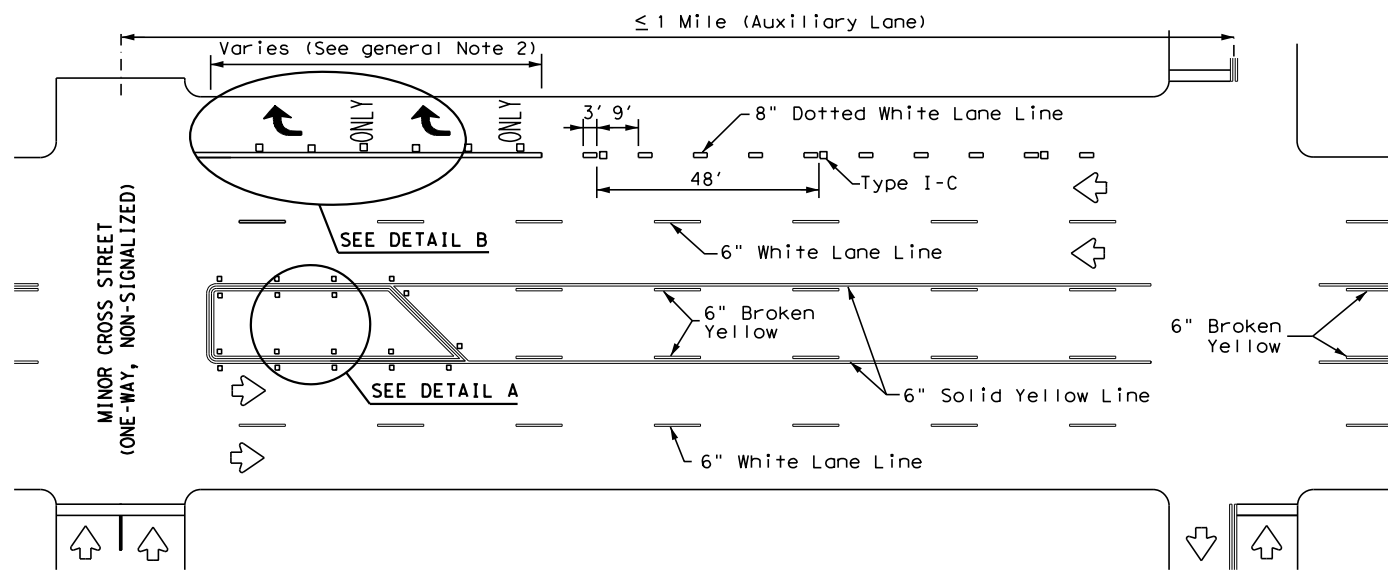 ≤ 1 Mile (Auxiliary Lane)
Varies (See general Note 2)
ONLY
ONLY
3' 9'
8" Dotted White Lane Line
48'
Type I-C
SEE DETAIL B
6" White Lane Line
MINOR CROSS STREET
(ONE-WAY, NON-SIGNALIZED)
6" Broken
Yellow
6" Broken
Yellow
SEE DETAIL A
6" Solid Yellow Line
6" White Lane Line